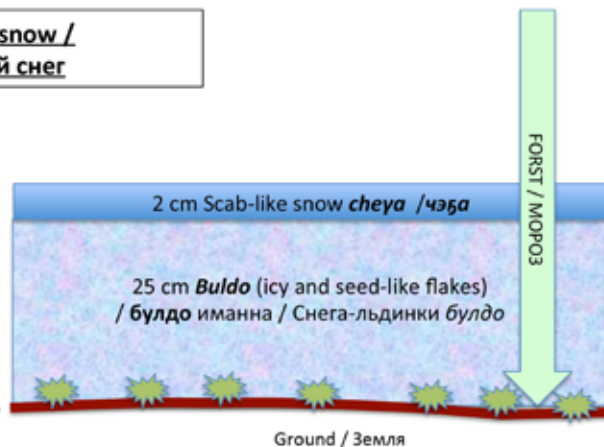 snow /
й снег
FORST / МОРОЗ
2 cm Scab-like snow cheya /чэҕа
25 cm Buldo (icy and seed-like flakes)
/ булдо иманна / Снега-льдинки булдо
Ground / Земля